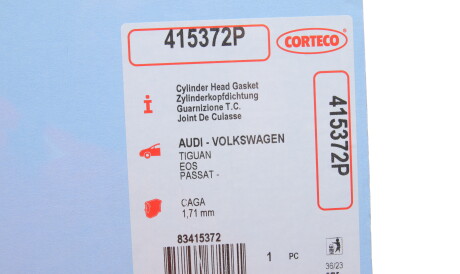 415372P
CORTECO
Cylinder Head Gasket
Zylinderkopfdichtung
Guarnizione T.C.
Joint De Culasse
415372P
AUDI - VOLKSWAGEN
TIGUAN
EOS
PASSAT -
CAGA
1,71 mm
83415372
1 PC
36/23